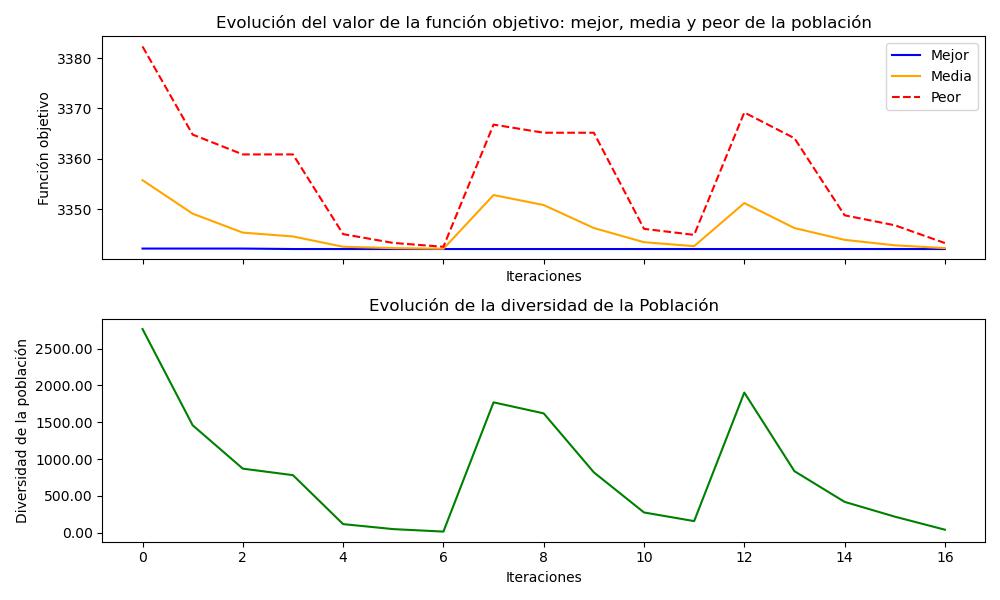 Evolución del valor de la función objetivo: mejor, media y peor de la población
Función objetivo
3380
3370
3360
3350
Mejor
Media
Peor
Iteraciones
Evolución de la diversidad de la Población
Diversidad de la población
2500.00
2000.00
1500.00
1000.00
500.00
0.00
0 2 4 6 8 10 12 14 16
Iteraciones